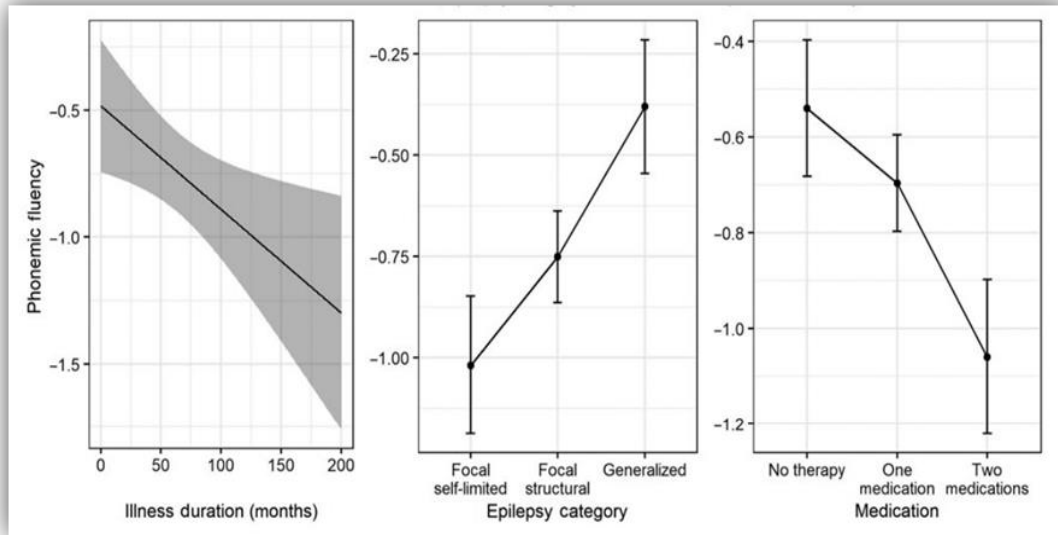 Phonemic fluency
−0.5
−1.0
−1.5
0 50 100 150 200
Illness duration (months)
−0.25
−0.50
−0.75
−1.00
Focal self-limited
Focal structural
Generalized
Epilepsy category
−0.4
−0.6
−0.8
−1.0
−1.2
No therapy
One medication
Two medications
Medication